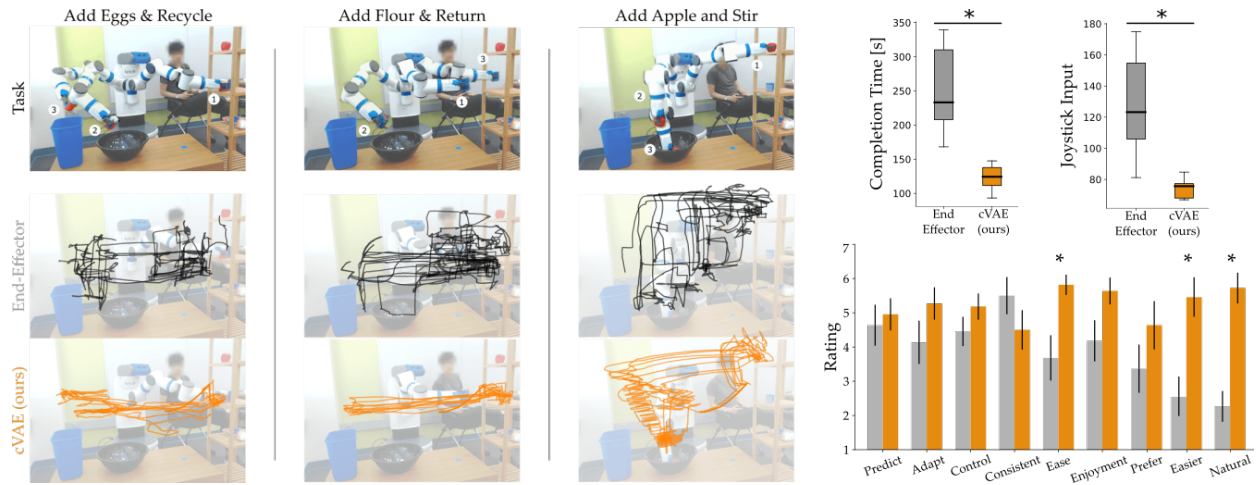 Add Eggs & Recycle
Add Flour & Return
Add Apple and Stir
Task
1
2
3
1
2
3
1
2
3
End-Effector
cVAE (ours)
Completion Time [s]
350
300
250
200
150
100
*
End
Effector
cVAE
(ours)
Joystick Input
180
160
140
120
100
80
*
End
Effector
cVAE
(ours)
Rating
7
6
5
4
3
2
1
*
*
*
Predict
Adapt
Control
Consistent
Ease
Enjoyment
Prefer
Easier
Natural